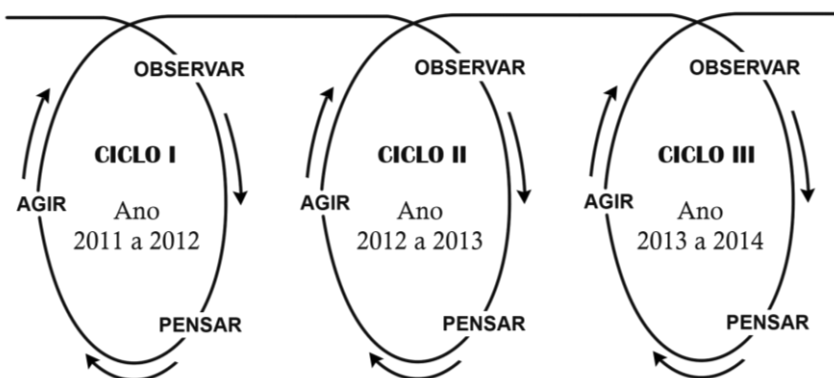 OBSERVAR
CICLO I
AGIR
Ano
2011 a 2012
PENSAR
OBSERVAR
CICLO II
AGIR
Ano
2012 a 2013
PENSAR
OBSERVAR
CICLO III
AGIR
Ano
2013 a 2014
PENSAR